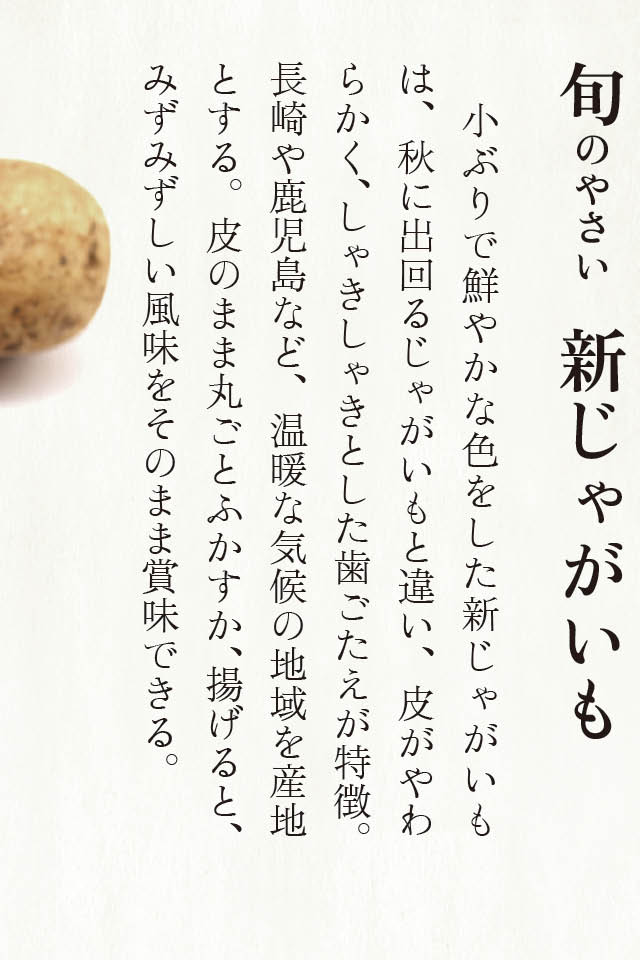 旬のやさい　新じゃがいも
　小ぶりで鮮やかな色をした新じゃがいも
は、秋に出回るじゃがいもと違い、皮がやわ
らかく、しゃきしゃきとした歯ごたえが特徴。
長崎や鹿児島など、温暖な気候の地域を産地
とする。皮のまま丸ごとふかすか、揚げると、
みずみずしい風味をそのまま賞味できる。